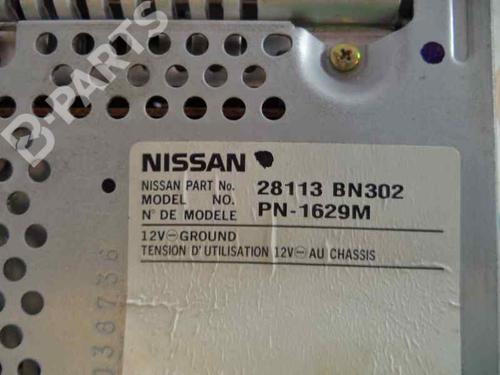 B-PARTS
NISSAN
NISSAN PART No. 28113 BN302
MODEL NO. PN-1629M
N° DE MODELE
12V⊖GROUND
TENSION D'UTILISATION 12V⊖ AU CHASSIS
038736